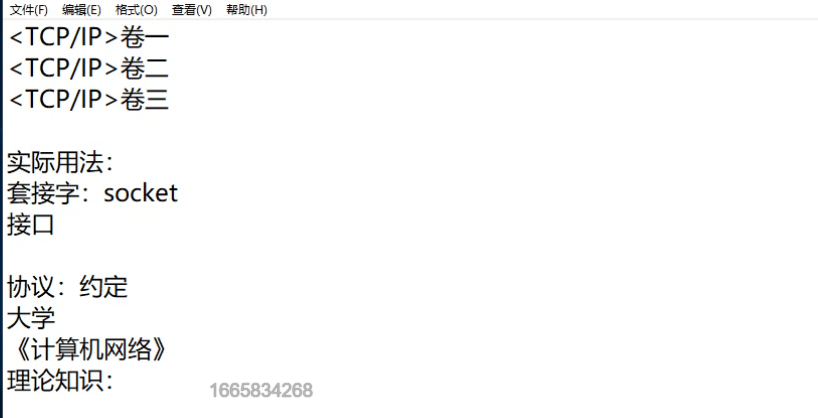 文件(F) 编辑(E) 格式(O) 查看(V) 帮助(H)
<TCP/IP>卷一
<TCP/IP>卷二
<TCP/IP>卷三
实际用法：
套接字：socket
接口
协议：约定
大学
《计算机网络》
理论知识：
1665834268